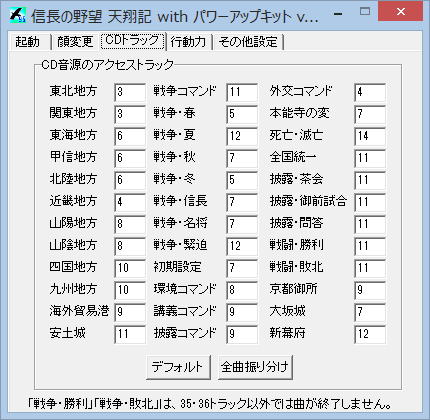 信長の野望 天翔記 with パワーアップキット v...
起動 顔変更 CDトラック 行動力 その他設定
CD音源のアクセストラック
東北地方 3 戦争コマンド 11 外交コマンド 4
関東地方 3 戦争・春 5 本能寺の変 7
東海地方 6 戦争・夏 12 死亡・滅亡 14
甲信地方 6 戦争・秋 7 全国統一 11
北陸地方 6 戦争・冬 5 披露・茶会 11
近畿地方 4 戦争・信長 7 披露・御前試合 11
山陽地方 8 戦争・名将 7 披露・問答 11
山陰地方 8 戦争・緊迫 12 戦闘・勝利 11
四国地方 10 初期設定 7 戦闘・敗北 11
九州地方 10 環境コマンド 8 京都御所 9
海外貿易港 9 講義コマンド 9 大坂城 7
安土城 11 披露コマンド 9 新幕府 12
デフォルト 全曲振り分け
「戦争・勝利」「戦争・敗北」は、35・36トラック以外では曲が終了しません。